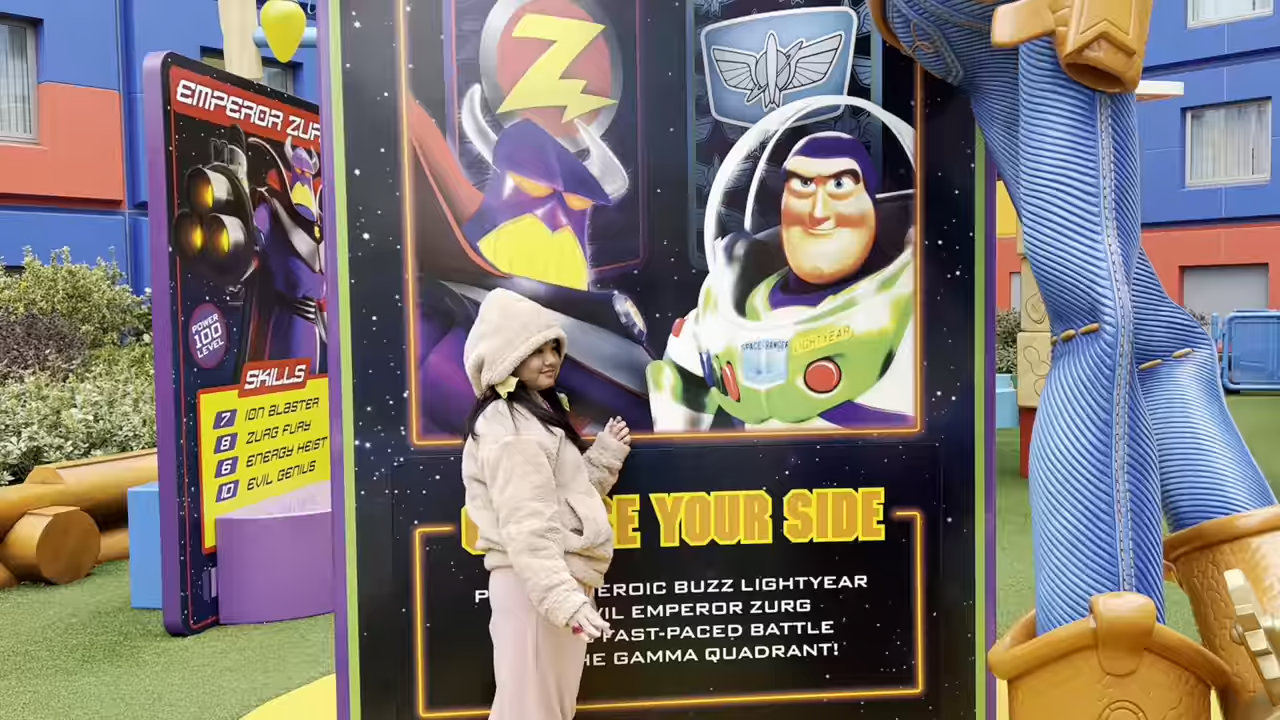 EMPEROR ZUR
POWER
100
LEVEL
SKILLS
7 ION BLASTER
8 ZURG FURY
6 ENERGY HEIST
10 EVIL GENIUS
Z
SPACE RANGER LIGHTYEAR
YOUR SIDE
EROIC BUZZ LIGHTYEAR
VIL EMPEROR ZURG
FAST-PACED BATTLE
HE GAMMA QUADRANT!